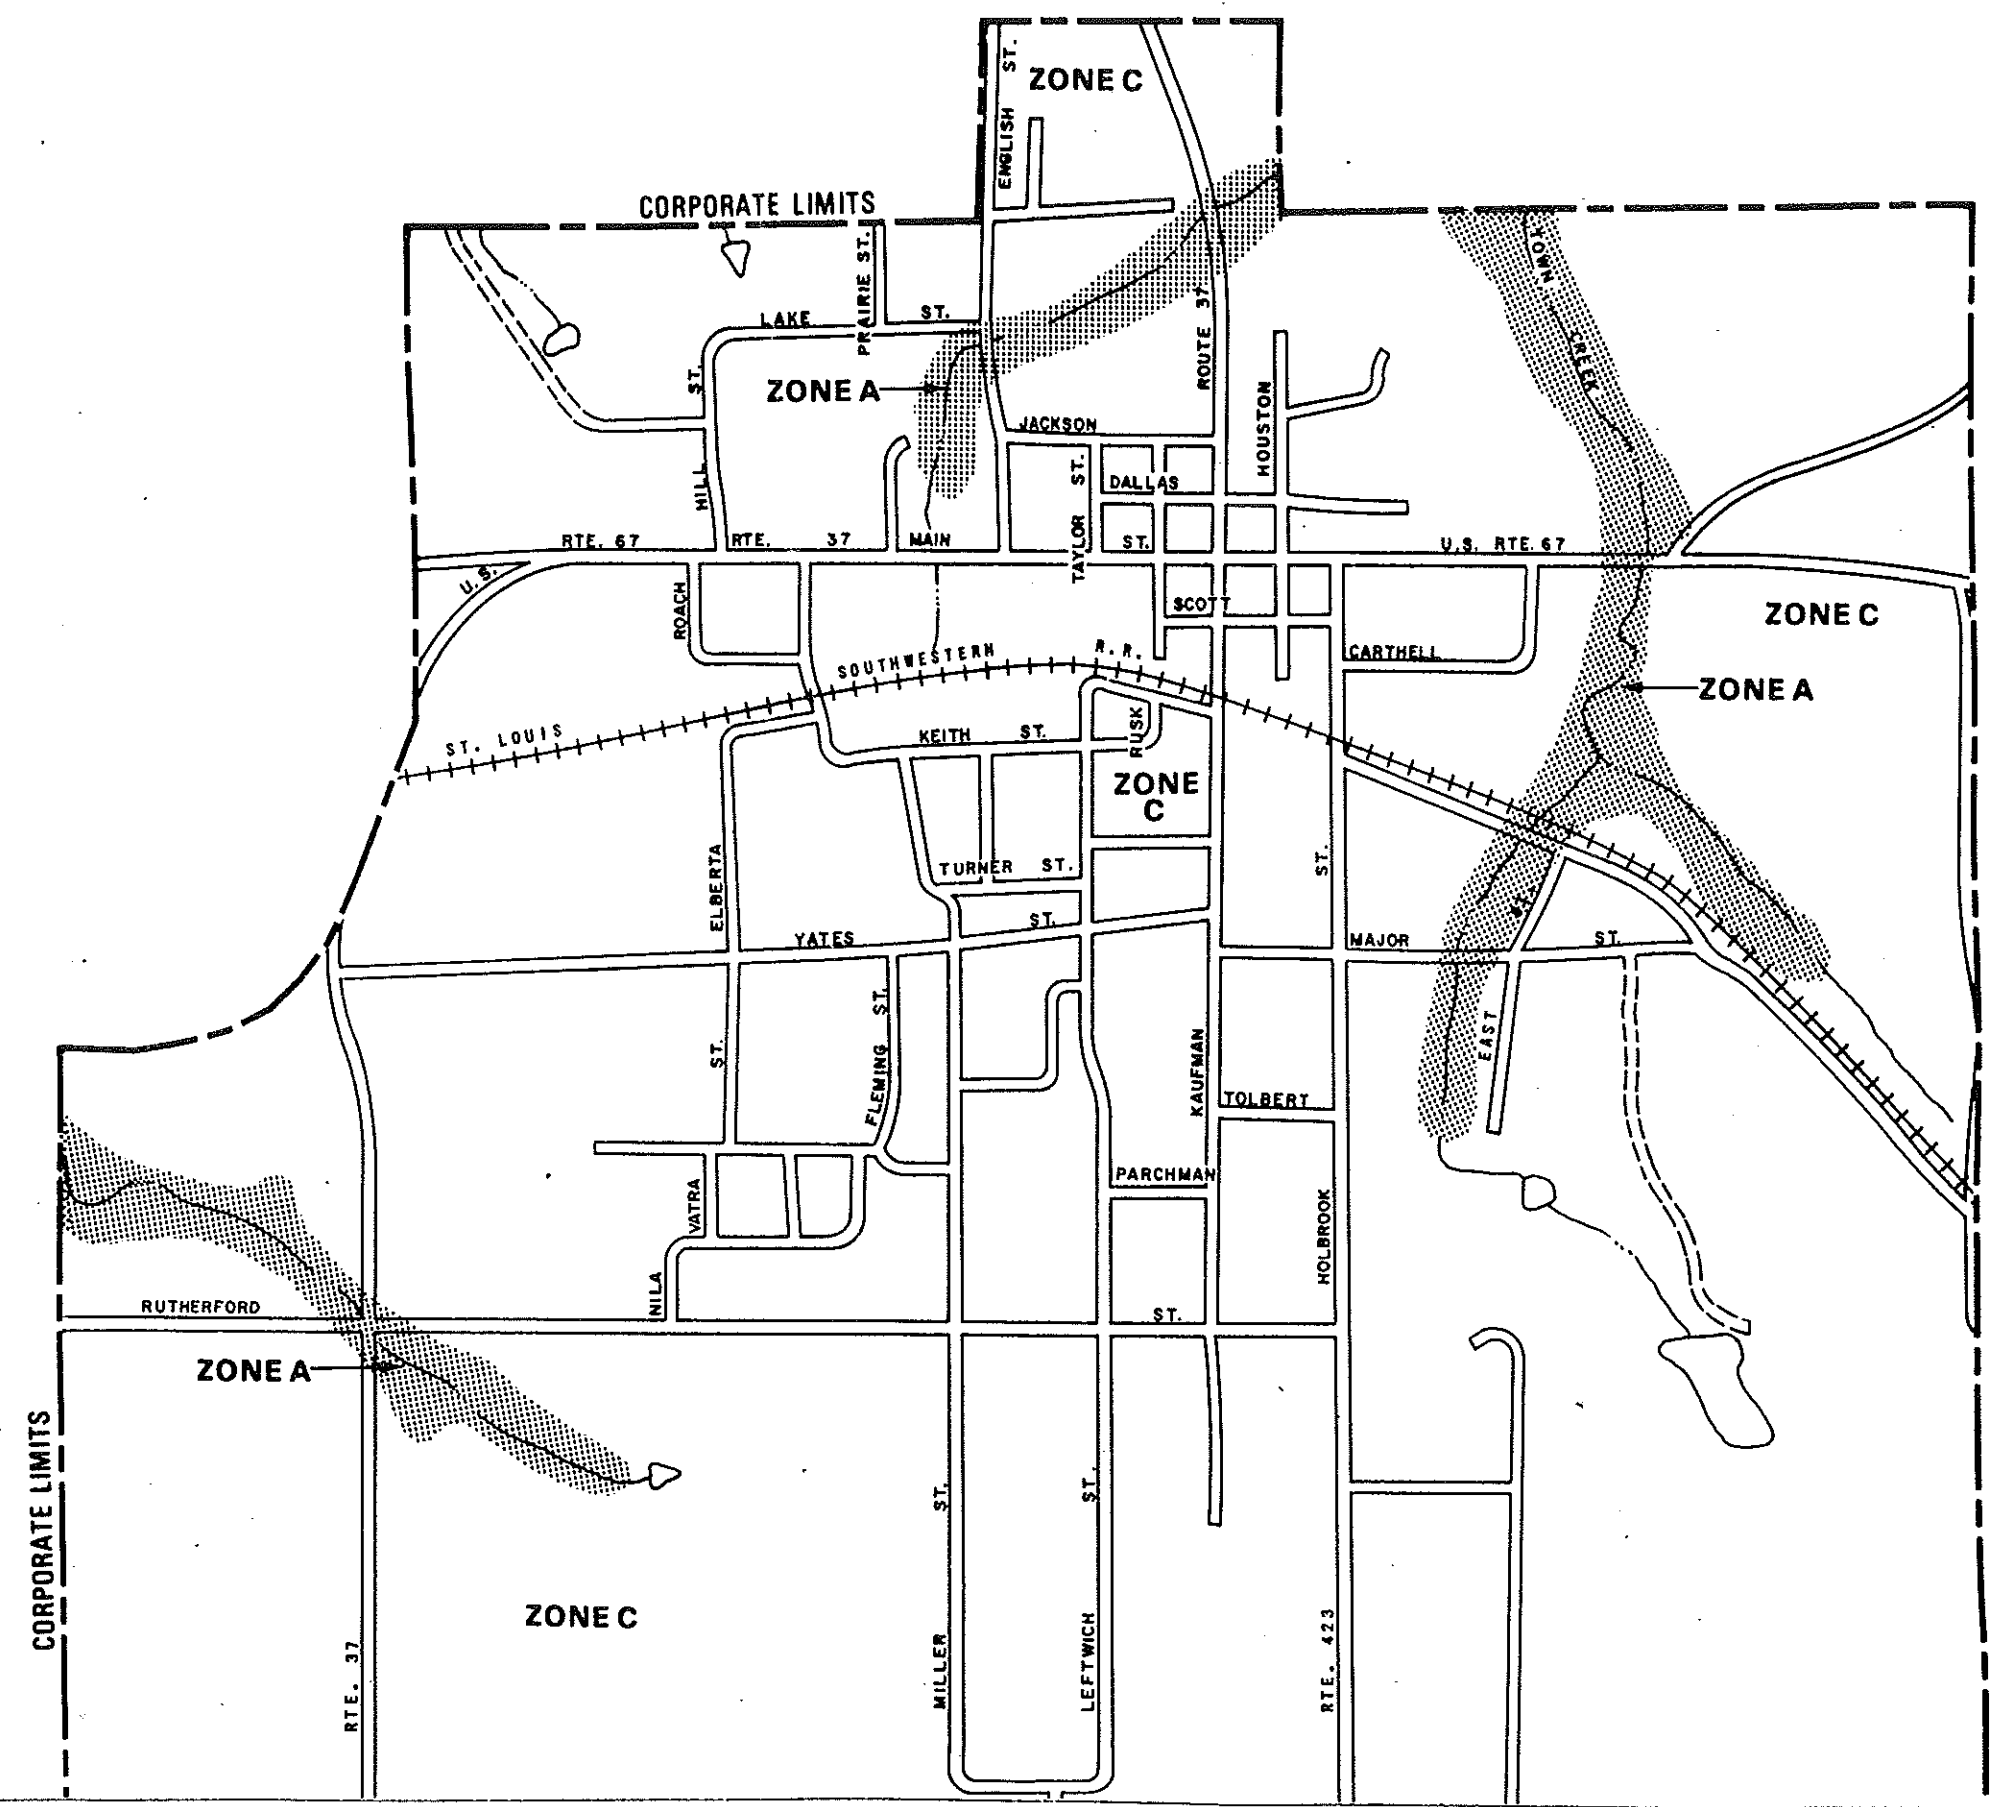 ZONE C
ENGLISH ST.
CORPORATE LIMITS
PRAIRIE ST.
LAKE ST.
TOWN CREEK
ROUTE 37
ZONE A
HILL ST.
JACKSON
HOUSTON
TAYLOR ST.
DALLAS
RTE. 67
RTE. 37
MAIN ST.
U.S. RTE. 67
U.S.
ROACH
SCOTT
ZONE C
CARTHELL
ST. LOUIS SOUTHWESTERN R.R.
ZONE A
KEITH ST.
RUSK
ZONE
C
ELBERTA ST.
TURNER ST.
YATES ST.
MAJOR ST.
EAST ST.
FLEMING ST.
KAUFMAN
TOLBERT
PARCHMAN
VATRA
HOLBROOK ST.
NILA
RUTHERFORD ST.
ZONE A
CORPORATE LIMITS
ZONE C
RTE. 37
MILLER ST.
LEFTWICH ST.
RTE. 423